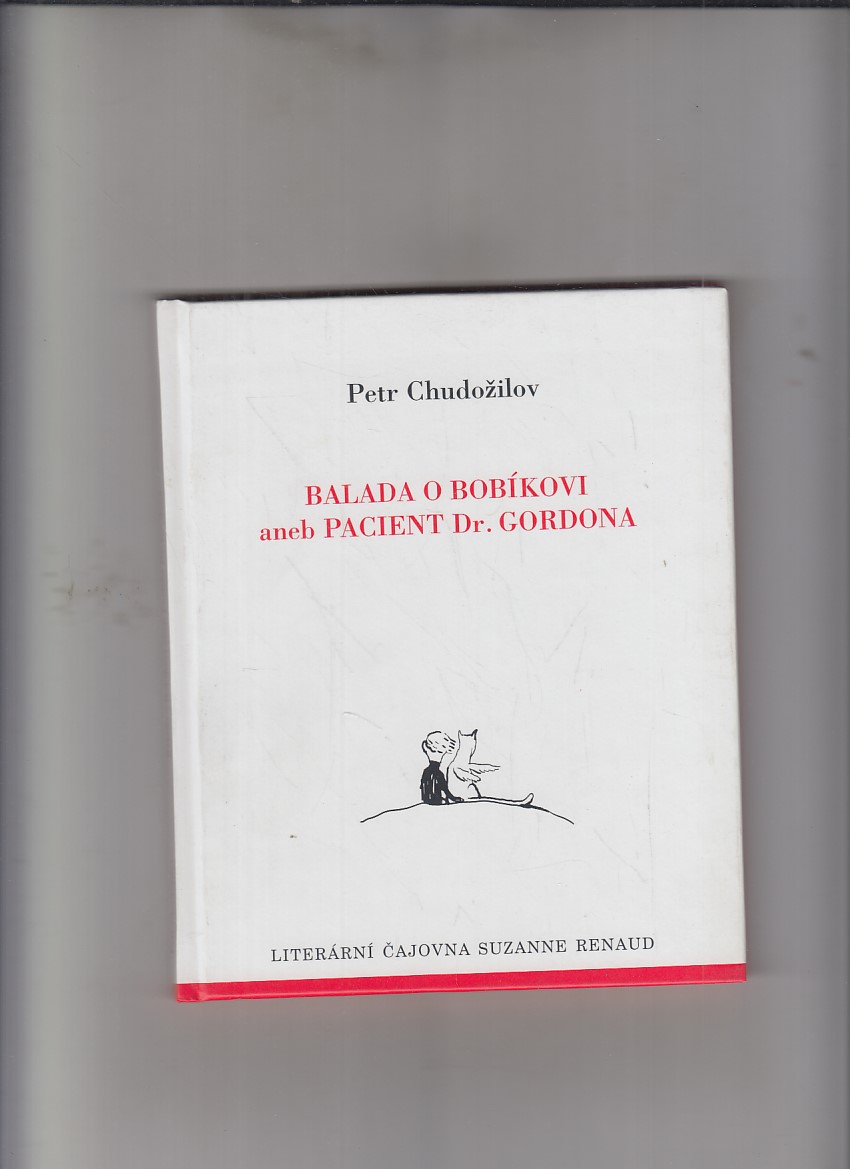 Petr Chudožilov
BALADA O BOBÍKOVI
aneb PACIENT Dr. GORDONA
LITERÁRNÍ ČAJOVNA SUZANNE RENAUD